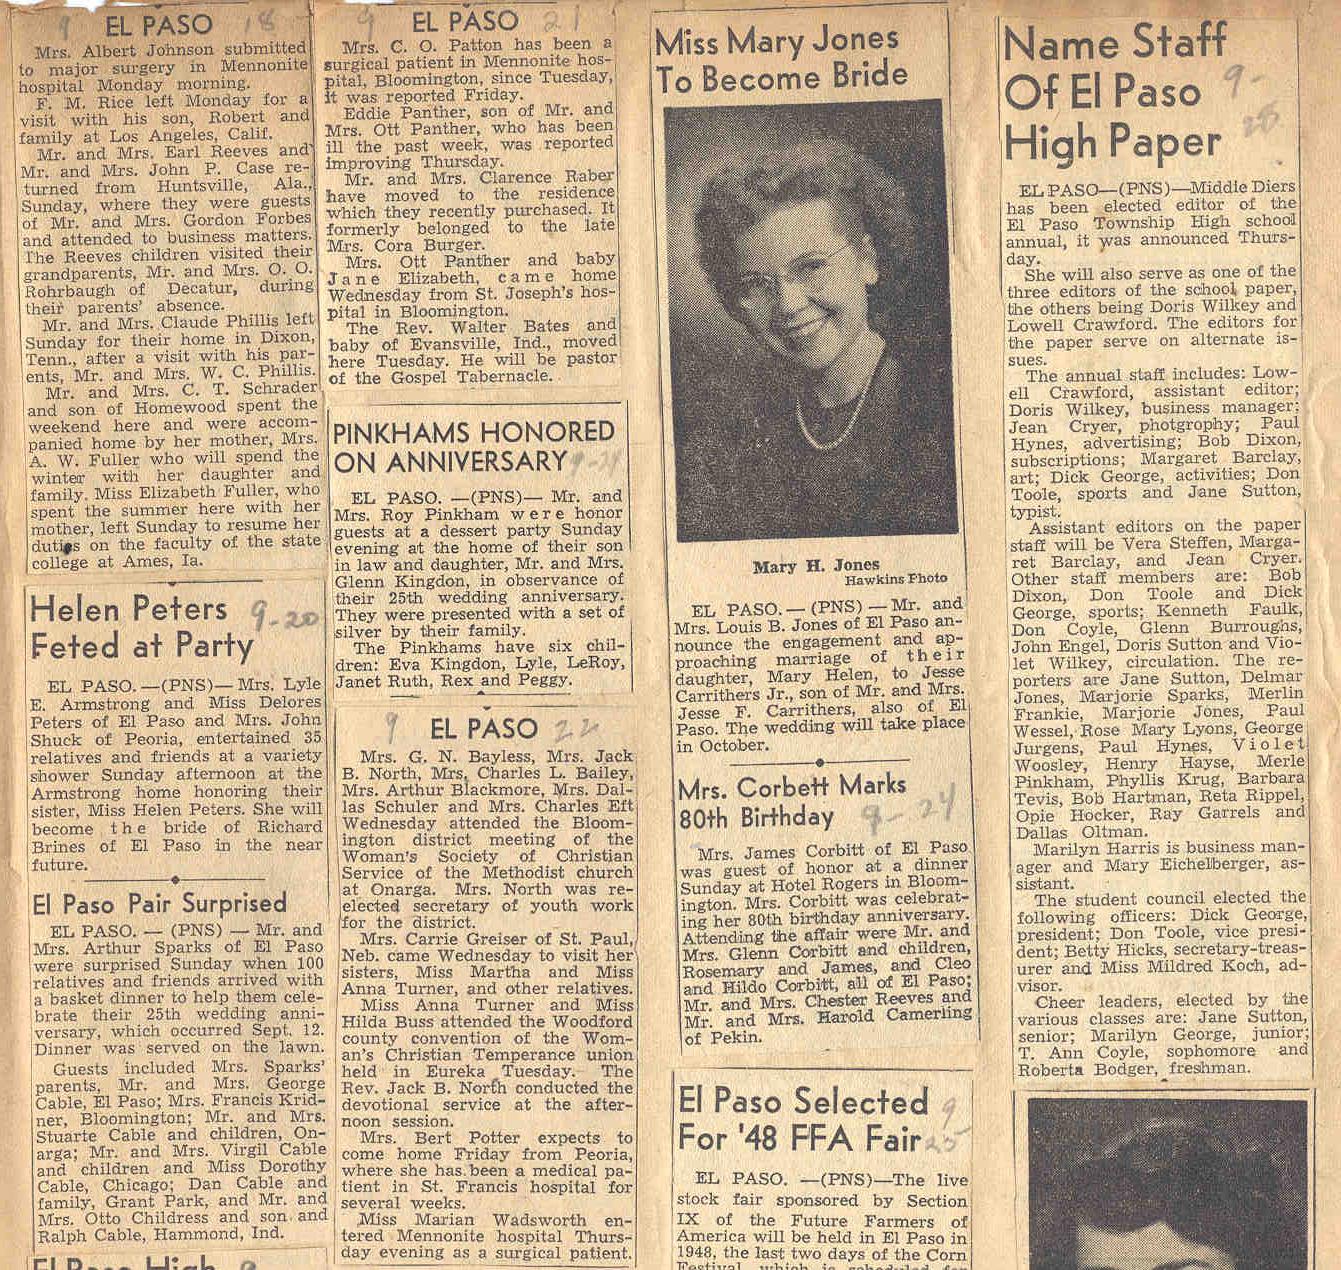 9 EL PASO 18
Mrs. Albert Johnson submitted
to major surgery in Mennonite
hospital Monday morning.
F. M. Rice left Monday for a
visit with his son, Robert and
family at Los Angeles, Calif.
Mr. and Mrs. Earl Reeves and
Mr. and Mrs. John P. Case re-
turned from Huntsville, Ala.,
Sunday, where they were guests
of Mr. and Mrs. Gordon Forbes
and attended to business matters.
The Reeves children visited their
grandparents, Mr. and Mrs. O. O.
Rohrbaugh of Decatur, during
their parents' absence.
Mr. and Mrs. Claude Phillis left
Sunday for their home in Dixon,
Tenn., after a visit with his par-
ents, Mr. and Mrs. W. C. Phillis.
Mr. and Mrs. C. T. Schrader
and son of Homewood spent the
weekend here and were accom-
panied home by her mother, Mrs.
A. W. Fuller who will spend the
winter with her daughter and
family. Miss Elizabeth Fuller, who
spent the summer here with her
mother, left Sunday to resume her
duties on the faculty of the state
college at Ames, Ia.
Helen Peters 9-20
Feted at Party
EL PASO.—(PNS)— Mrs. Lyle
E. Armstrong and Miss Delores
Peters of El Paso and Mrs. John
Shuck of Peoria, entertained 35
relatives and friends at a variety
shower Sunday afternoon at the
Armstrong home honoring their
sister, Miss Helen Peters. She will
become the bride of Richard
Brines of El Paso in the near
future.
El Paso Pair Surprised
EL PASO. — (PNS) — Mr. and
Mrs. Arthur Sparks of El Paso
were surprised Sunday when 100
relatives and friends arrived with
a basket dinner to help them cele-
brate their 25th wedding anni-
versary, which occurred Sept. 12.
Dinner was served on the lawn.
Guests included Mrs. Sparks'
parents, Mr. and Mrs. George
Cable, El Paso; Mrs. Francis Krid-
ner, Bloomington; Mr. and Mrs.
Stuarte Cable and children, On-
arga; Mr. and Mrs. Virgil Cable
and children and Miss Dorothy
Cable, Chicago; Dan Cable and
family, Grant Park, and Mr. and
Mrs. Otto Childress and son and
Ralph Cable, Hammond, Ind.
El Paso High
9 EL PASO 21
Mrs. C. O. Patton has been a
surgical patient in Mennonite hos-
pital, Bloomington, since Tuesday,
it was reported Friday.
Eddie Panther, son of Mr. and
Mrs. Ott Panther, who has been
ill the past week, was reported
improving Thursday.
Mr. and Mrs. Clarence Raber
have moved to the residence
which they recently purchased. It
formerly belonged to the late
Mrs. Cora Burger.
Mrs. Ott Panther and baby
Jane Elizabeth, came home
Wednesday from St. Joseph's hos-
pital in Bloomington.
The Rev. Walter Bates and
baby of Evansville, Ind., moved
here Tuesday. He will be pastor
of the Gospel Tabernacle.
PINKHAMS HONORED
ON ANNIVERSARY
EL PASO. —(PNS)— Mr. and
Mrs. Roy Pinkham were honor
guests at a dessert party Sunday
evening at the home of their son
in law and daughter, Mr. and Mrs.
Glenn Kingdon, in observance of
their 25th wedding anniversary.
They were presented with a set of
silver by their family.
The Pinkhams have six chil-
dren: Eva Kingdon, Lyle, LeRoy,
Janet Ruth, Rex and Peggy.
9 EL PASO 22
Mrs. G. N. Bayless, Mrs. Jack
B. North, Mrs. Charles L. Bailey,
Mrs. Arthur Blackmore, Mrs. Dal-
las Schuler and Mrs. Charles Eft
Wednesday attended the Bloom-
ington district meeting of the
Woman's Society of Christian
Service of the Methodist church
at Onarga. Mrs. North was re-
elected secretary of youth work
for the district.
Mrs. Carrie Greiser of St. Paul,
Neb. came Wednesday to visit her
sisters, Miss Martha and Miss
Anna Turner, and other relatives.
Miss Anna Turner and Miss
Hilda Buss attended the Woodford
county convention of the Wom-
an's Christian Temperance union
held in Eureka Tuesday. The
Rev. Jack B. North conducted the
devotional service at the after-
noon session.
Mrs. Bert Potter expects to
come home Friday from Peoria,
where she has been a medical pa-
tient in St. Francis hospital for
several weeks.
Miss Marian Wadsworth en-
tered Mennonite hospital Thurs-
day evening as a surgical patient.
Miss Mary Jones
To Become Bride
Mary H. Jones
Hawkins Photo
EL PASO.— (PNS) — Mr. and
Mrs. Louis B. Jones of El Paso an-
nounce the engagement and ap-
proaching marriage of their
daughter, Mary Helen, to Jesse
Carrithers Jr., son of Mr. and Mrs.
Jesse F. Carrithers, also of El
Paso. The wedding will take place
in October.
Mrs. Corbett Marks
80th Birthday 9-24
Mrs. James Corbitt of El Paso
was guest of honor at a dinner
Sunday at Hotel Rogers in Bloom-
ington. Mrs. Corbitt was celebrat-
ing her 80th birthday anniversary.
Attending the affair were Mr. and
Mrs. Glenn Corbitt and children,
Rosemary and James, and Cleo
and Hildo Corbitt, all of El Paso;
Mr. and Mrs. Chester Reeves and
Mr. and Mrs. Harold Camerling
of Pekin.
El Paso Selected 9
For '48 FFA Fair 25
EL PASO. —(PNS)—The live
stock fair sponsored by Section
IX of the Future Farmers of
America will be held in El Paso in
1948, the last two days of the Corn
Festival, which is scheduled for
Name Staff
Of El Paso 9-
High Paper
EL PASO—(PNS)—Middie Diers
has been elected editor of the
El Paso Township High school
annual, it was announced Thurs-
day.
She will also serve as one of the
three editors of the school paper,
the others being Doris Wilkey and
Lowell Crawford. The editors for
the paper serve on alternate is-
sues.
The annual staff includes: Low-
ell Crawford, assistant editor;
Doris Wilkey, business manager;
Jean Cryer, photgrophy; Paul
Hynes, advertising; Bob Dixon,
subscriptions; Margaret Barclay,
art; Dick George, activities; Don
Toole, sports and Jane Sutton,
typist.
Assistant editors on the paper
staff will be Vera Steffen, Marga-
ret Barclay, and Jean Cryer.
Other staff members are: Bob
Dixon, Don Toole and Dick
George, sports; Kenneth Faulk,
Don Coyle, Glenn Burroughs,
John Engel, Doris Sutton and Vio-
let Wilkey, circulation. The re-
porters are Jane Sutton, Delmar
Jones, Marjorie Sparks, Merlin
Frankie, Marjorie Jones, Paul
Wessel, Rose Mary Lyons, George
Jurgens, Paul Hynes, Violet
Woosley, Henry Hayse, Merle
Pinkham, Phyllis Krug, Barbara
Tevis, Bob Hartman, Reta Rippel,
Opie Hocker, Ray Garrels and
Dallas Oltman.
Marilyn Harris is business man-
ager and Mary Eichelberger, as-
sistant.
The student council elected the
following officers: Dick George,
president; Don Toole, vice presi-
dent; Betty Hicks, secretary-treas-
urer and Miss Mildred Koch, ad-
visor.
Cheer leaders, elected by the
various classes are: Jane Sutton,
senior; Marilyn George, junior;
T. Ann Coyle, sophomore and
Roberta Bodger, freshman.